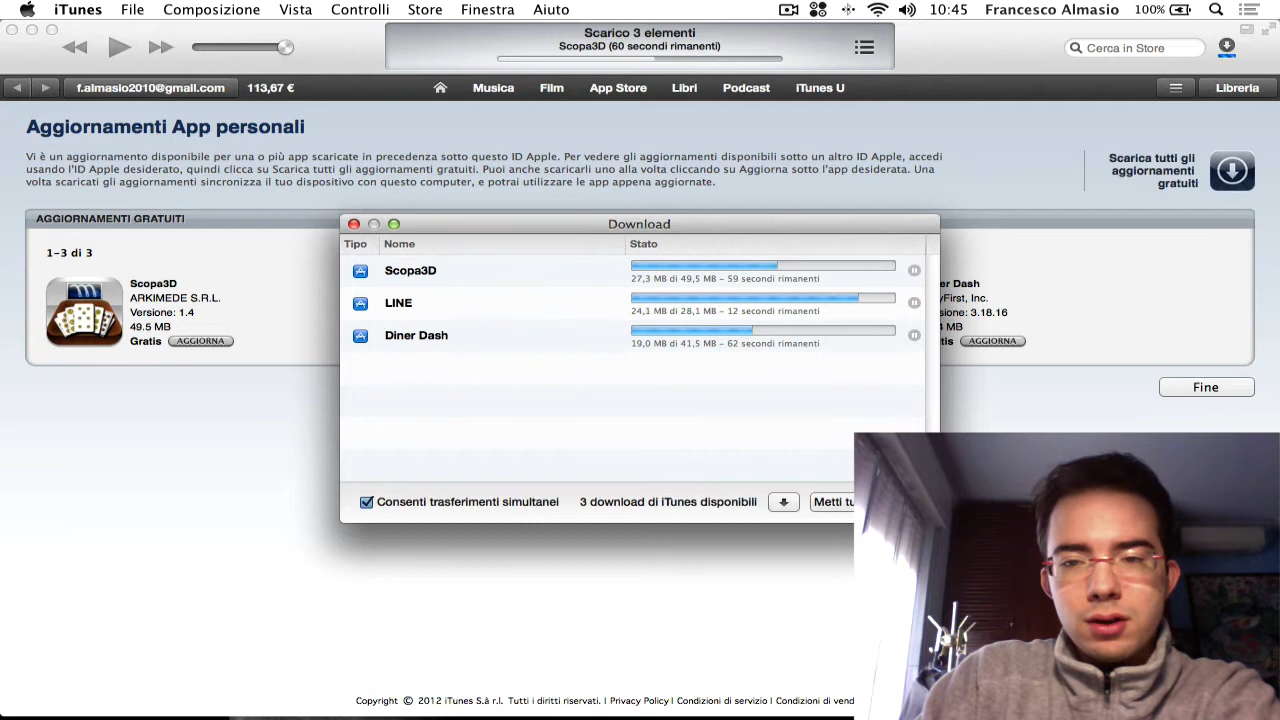 iTunes File Composizione Vista Controlli Store Finestra Aiuto 10:45 Francesco Almasio 100%
Scarico 3 elementi
Scopa3D (60 secondi rimanenti)
Cerca in Store
f.almasio2010@gmail.com 113,67 € Musica Film App Store Libri Podcast iTunes U Libreria
Aggiornamenti App personali
Vi è un aggiornamento disponibile per una o più app scaricate in precedenza sotto questo ID Apple. Per vedere gli aggiornamenti disponibili sotto un altro ID Apple, accedi
usando l'ID Apple desiderato, quindi clicca su Scarica tutti gli aggiornamenti gratuiti. Puoi anche scaricarli uno alla volta cliccando su Aggiorna sotto l'app desiderata. Una
volta scaricati gli aggiornamenti sincronizza il tuo dispositivo con questo computer, e potrai utilizzare le app appena aggiornate.
Scarica tutti gli
aggiornamenti
gratuiti
AGGIORNAMENTI GRATUITI
1-3 di 3
Scopa3D
ARKIMEDE S.R.L.
Versione: 1.4
49.5 MB
Gratis AGGIORNA
Download
Tipo Nome Stato
Scopa3D
27,3 MB di 49,5 MB - 59 secondi rimanenti
LINE
24,1 MB di 28,1 MB - 12 secondi rimanenti
Diner Dash
19,0 MB di 41,5 MB - 62 secondi rimanenti
Consenti trasferimenti simultanei 3 download di iTunes disponibili Metti tu
er Dash
yFirst, Inc.
rsione: 3.18.16
MB
tis AGGIORNA
Fine
Copyright © 2012 iTunes S.à r.l. Tutti i diritti riservati. | Privacy Policy | Condizioni di servizio | Condizioni di vend